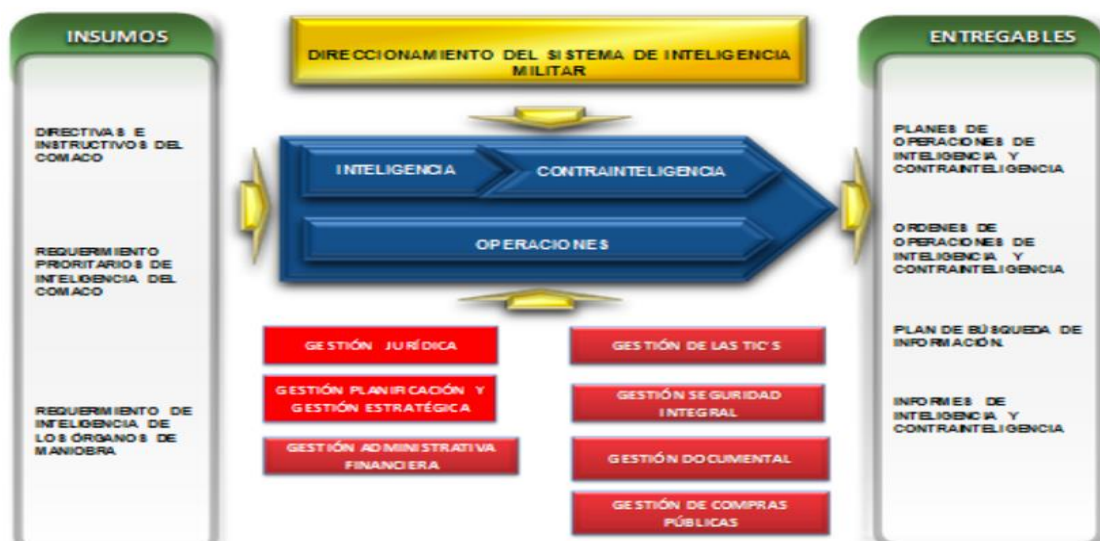 INSUMOS
DIRECTIVAS E
INSTRUCTIVOS DEL
COMACO
REQUERIMIENTO
PRIORITARIOS DE
INTELIGENCIA DEL
COMACO
REQUERIMIENTO DE
INTELIGENCIA DE
LOS ÓRGANOS DE
MANIOBRA
DIRECCIONAMIENTO DEL SISTEMA DE INTELIGENCIA
MILITAR
INTELIGENCIA
CONTRAINTELIGENCIA
OPERACIONES
GESTIÓN JURÍDICA
GESTIÓN PLANIFICACIÓN Y
GESTIÓN ESTRATÉGICA
GESTIÓN ADMINISTRATIVA
FINANCIERA
GESTIÓN DE LAS TIC'S
GESTIÓN SEGURIDAD
INTEGRAL
GESTIÓN DOCUMENTAL
GESTIÓN DE COMPRAS
PÚBLICAS
ENTREGABLES
PLANES DE
OPERACIONES DE
INTELIGENCIA Y
CONTRAINTELIGENCIA
ORDENES DE
OPERACIONES DE
INTELIGENCIA Y
CONTRAINTELIGENCIA
PLAN DE BÚSQUEDA DE
INFORMACIÓN.
INFORMES DE
INTELIGENCIA Y
CONTRAINTELIGENCIA